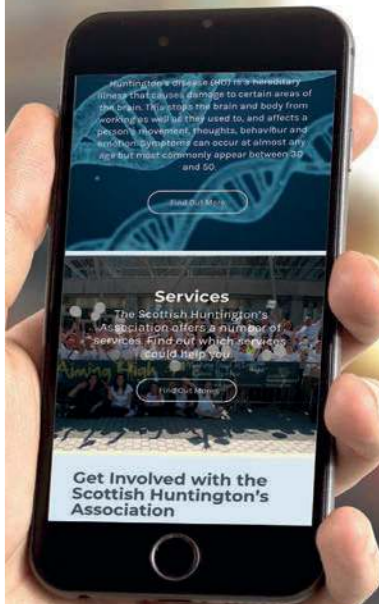 Huntington's disease (HD) is a hereditary
illness that causes damage to certain areas of
the brain. This stops the brain and body from
working as well as they used to, and affects a
person's movement, thoughts, behaviour and
emotion. Symptoms can occur at almost any
age but most commonly appear between 30
and 50.
Find Out More
Services
The Scottish Huntington's
Association offers a number of
services. Find out which services
could help you.
Aiming High
Find Out More
Get Involved with the
Scottish Huntington's
Association